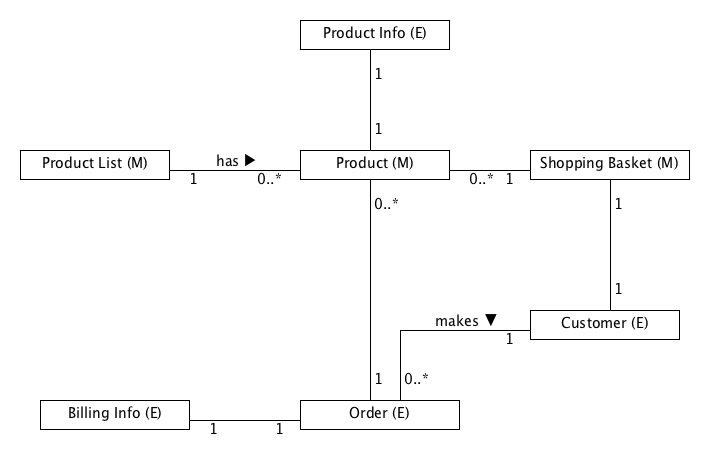 Product Info (E)
1
1
Product List (M)
has ▶
1
0..*
Product (M)
0..*
1
Shopping Basket (M)
0..*
1
1
makes ▼
1
Customer (E)
1
0..*
Billing Info (E)
1
1
Order (E)